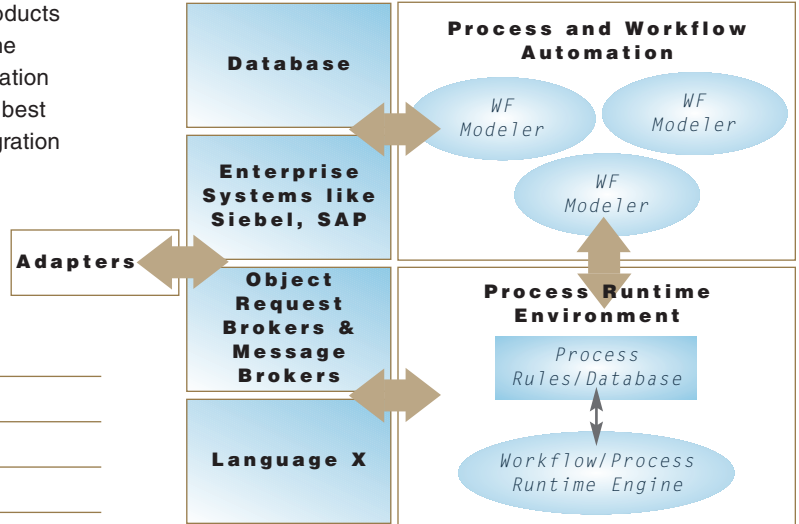 oducts
ne
ation
best
gration
Adapters
Database
Enterprise
Systems like
Siebel, SAP
Object
Request
Brokers &
Message
Brokers
Language X
Process and Workflow
Automation
WF
Modeler
WF
Modeler
WF
Modeler
Process Runtime
Environment
Process
Rules/Database
Workflow/Process
Runtime Engine